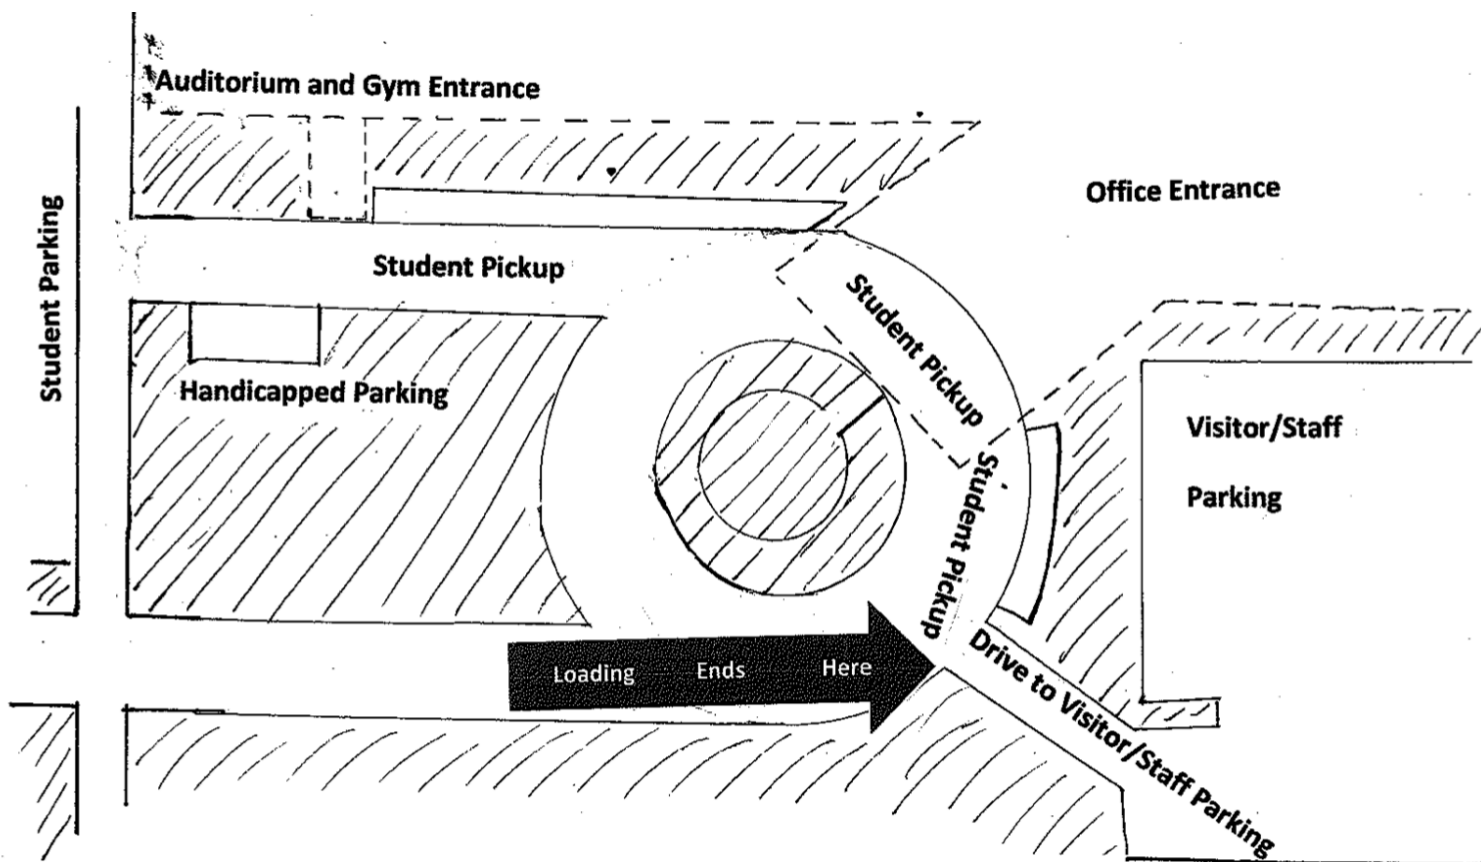 Auditorium and Gym Entrance
Office Entrance
Student Parking
Student Pickup
Student Pickup
Handicapped Parking
Visitor/Staff
Parking
Student Pickup
Loading Ends Here
Drive to Visitor/Staff Parking